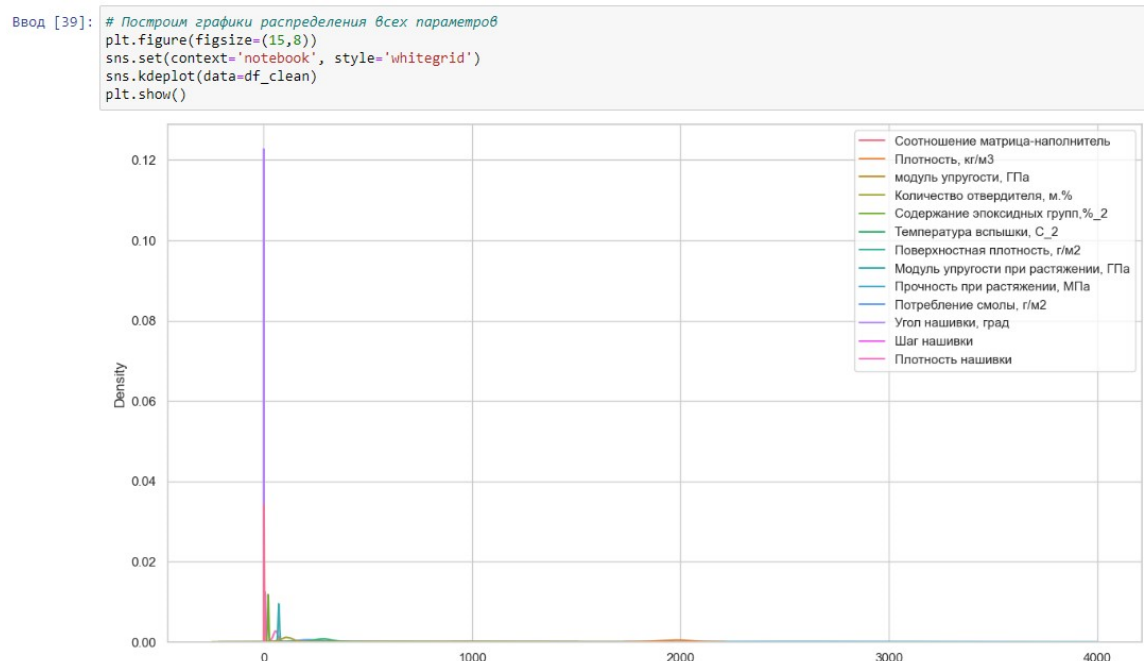 Ввод [39]:
# Построим графики распределения всех параметров
plt.figure(figsize=(15,8))
sns.set(context='notebook', style='whitegrid')
sns.kdeplot(data=df_clean)
plt.show()
Соотношение матрица-наполнитель
Плотность, кг/м3
модуль упругости, ГПа
Количество отвердителя, м.%
Содержание эпоксидных групп,%_2
Температура вспышки, С_2
Поверхностная плотность, г/м2
Модуль упругости при растяжении, ГПа
Прочность при растяжении, МПа
Потребление смолы, г/м2
Угол нашивки, град
Шаг нашивки
Плотность нашивки
0.12
0.10
0.08
0.06
0.04
0.02
0.00
Density
0
1000
2000
3000
4000